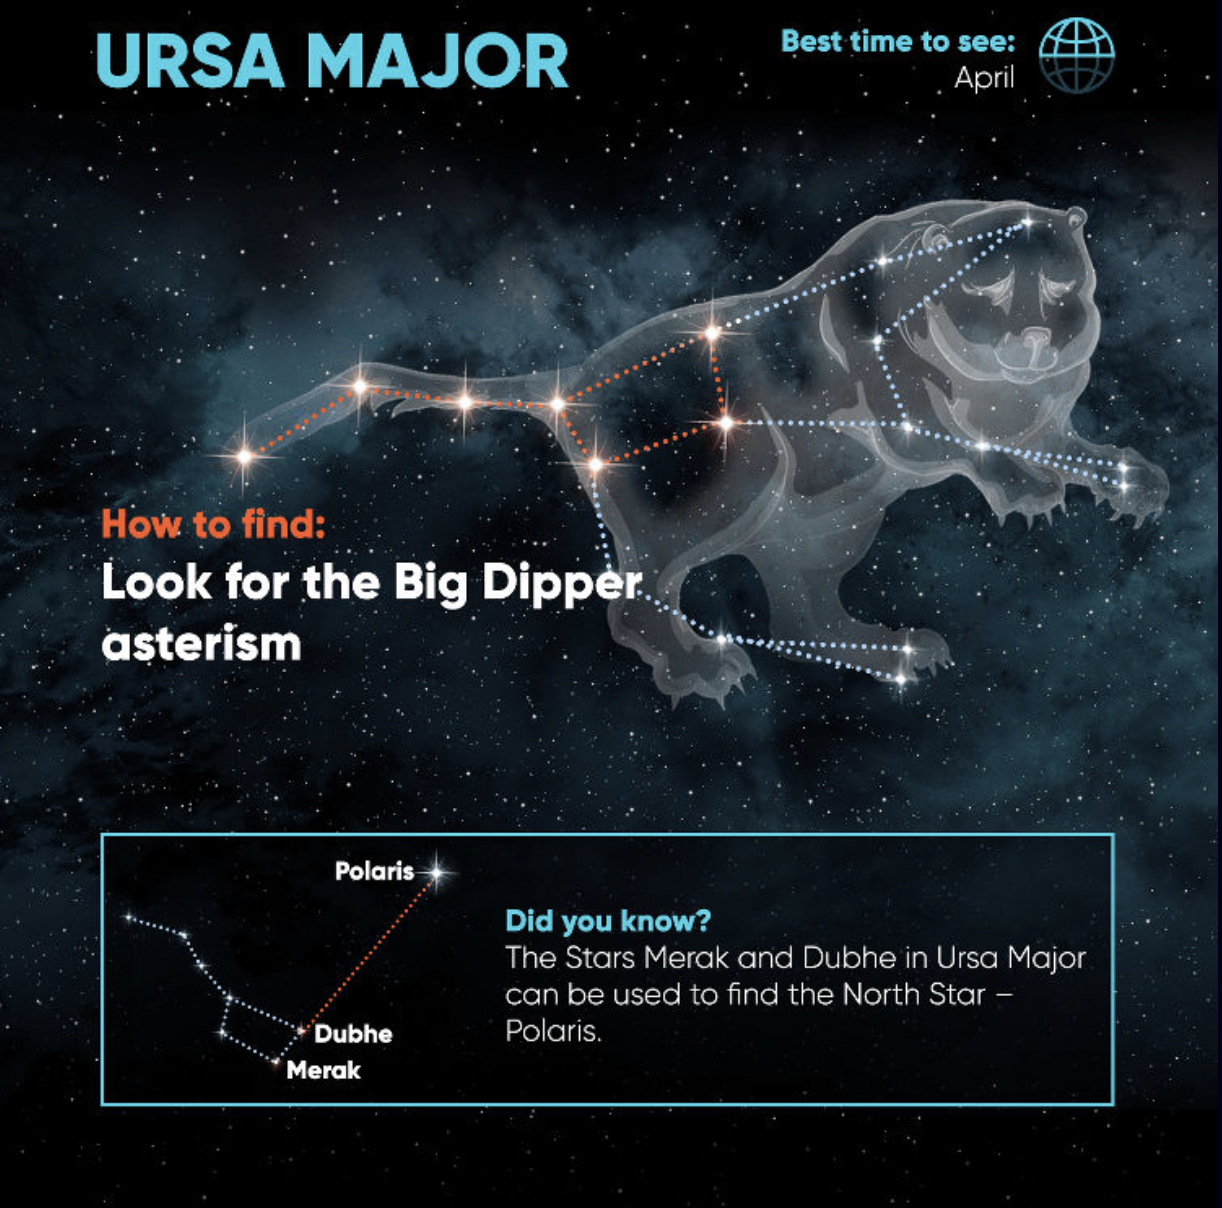 URSA MAJOR
Best time to see:
April
How to find:
Look for the Big Dipper
asterism
Polaris
Dubhe
Merak
Did you know?
The Stars Merak and Dubhe in Ursa Major
can be used to find the North Star –
Polaris.